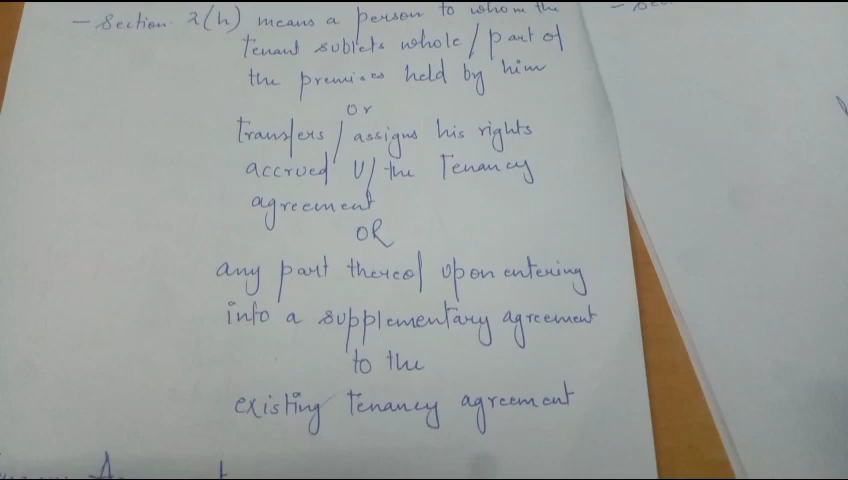 - Section 2(h) means a person to whom the
tenant sublets whole/part of
the premises held by him
Or
transfers/assigns his rights
accrued U/ the Tenancy
agreement
OR
any part thereof upon entering
into a supplementary agreement
to the
existing tenancy agreement